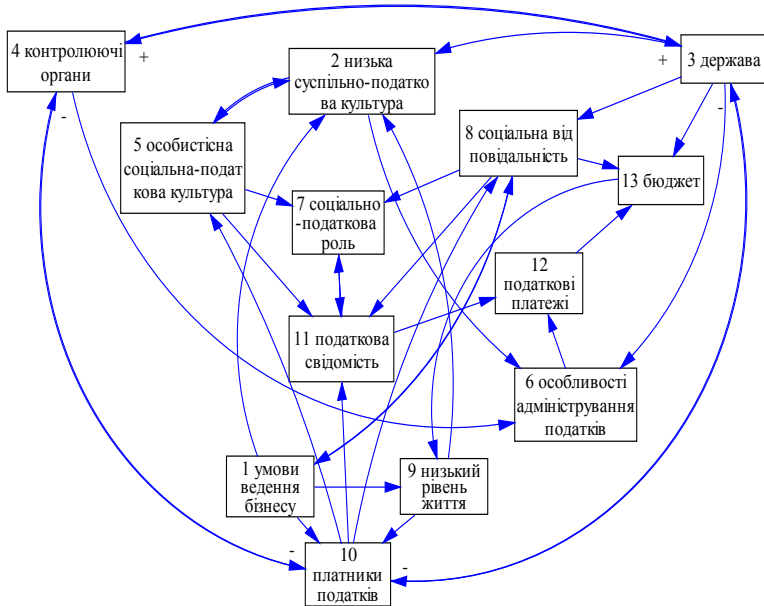 4 контролюючі
органи
+
-
2 низька
суспільно-податко
ва культура
+
3 держава
-
5 особистісна
соціальна-подат
кова культура
8 соціальна від
повідальність
13 бюджет
7 соціально
-податкова
роль
12
податкові
платежі
11 податкова
свідомість
6 особливості
адміністрування
податків
1 умови
ведення
бізнесу
9 низький
рівень
життя
-
10
платники
податків
-